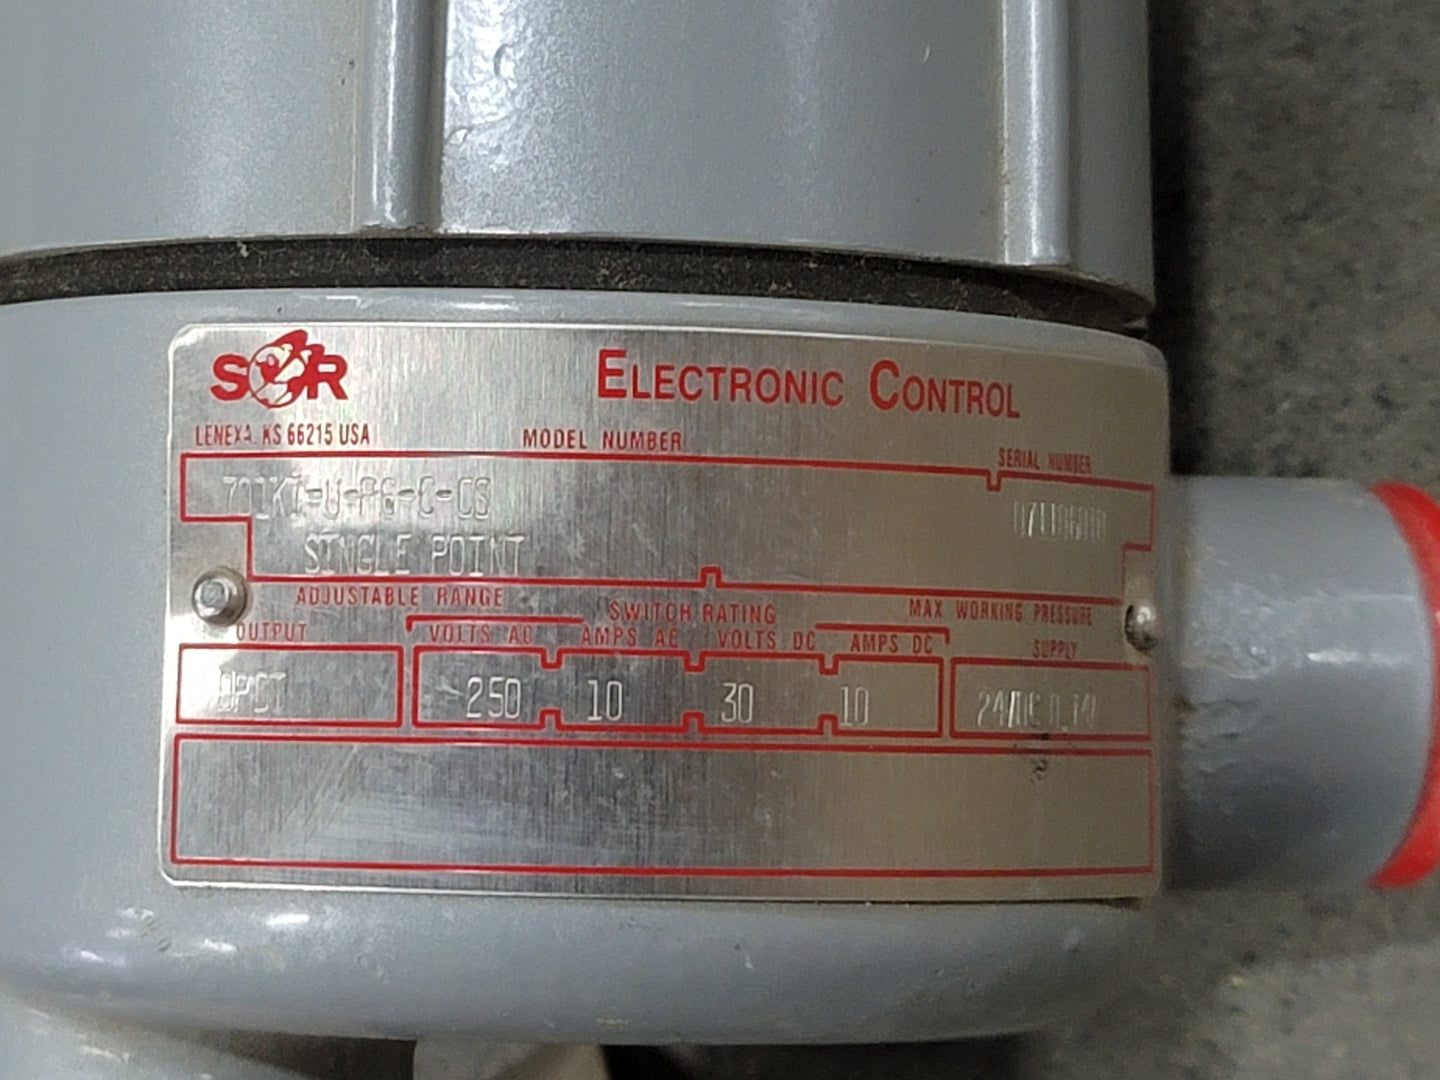 SOR
ELECTRONIC CONTROL
LENEXA, KS 66215 USA
MODEL NUMBER
SERIAL NUMBER
SINGLE POINT
ADJUSTABLE RANGE
SWITCH RATING
MAX WORKING PRESSURE
OUTPUT
VOLTS AC
AMPS AC
VOLTS DC
AMPS DC
SUPPLY
DPDT
250
10
30
10